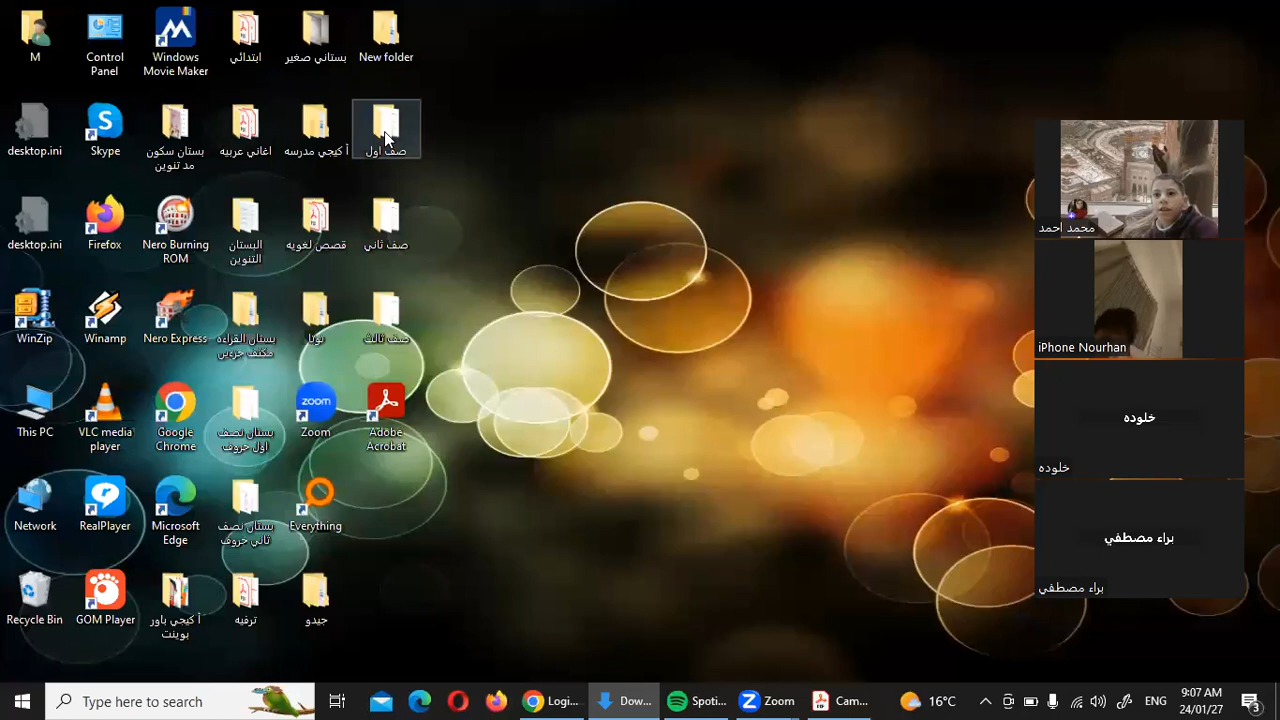 M
Control Panel
Windows Movie Maker
ابتدائي
بستاني صغير
New folder
desktop.ini
Skype
بستان سكون
مد تنوين
اغاني عربيه
أ كيجي مدرسه
صف اول
desktop.ini
Firefox
Nero Burning ROM
البستان
التنوين
قصص لغويه
صف ثاني
WinZip
Winamp
Nero Express
بستان القراءه
مكثف جزءين
يوتا
صف ثالث
This PC
VLC media player
Google Chrome
بستان نصف
اول حروف
Zoom
zoom
Adobe Acrobat
Network
RealPlayer
Microsoft Edge
بستان نصف
ثاني حروف
Everything
Recycle Bin
GOM Player
أ كيجي باور
بوينت
ترفيه
جيدو
محمد احمد
iPhone Nourhan
خلوده
خلوده
براء مصطفي
براء مصطفي
Type here to search
Logi...
Dow...
Spoti...
Zoom
Cam...
16°C
ENG
9:07 AM
24/01/27
3